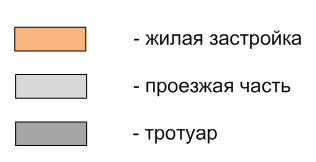 - жилая застройка
- проезжая часть
- тротуар